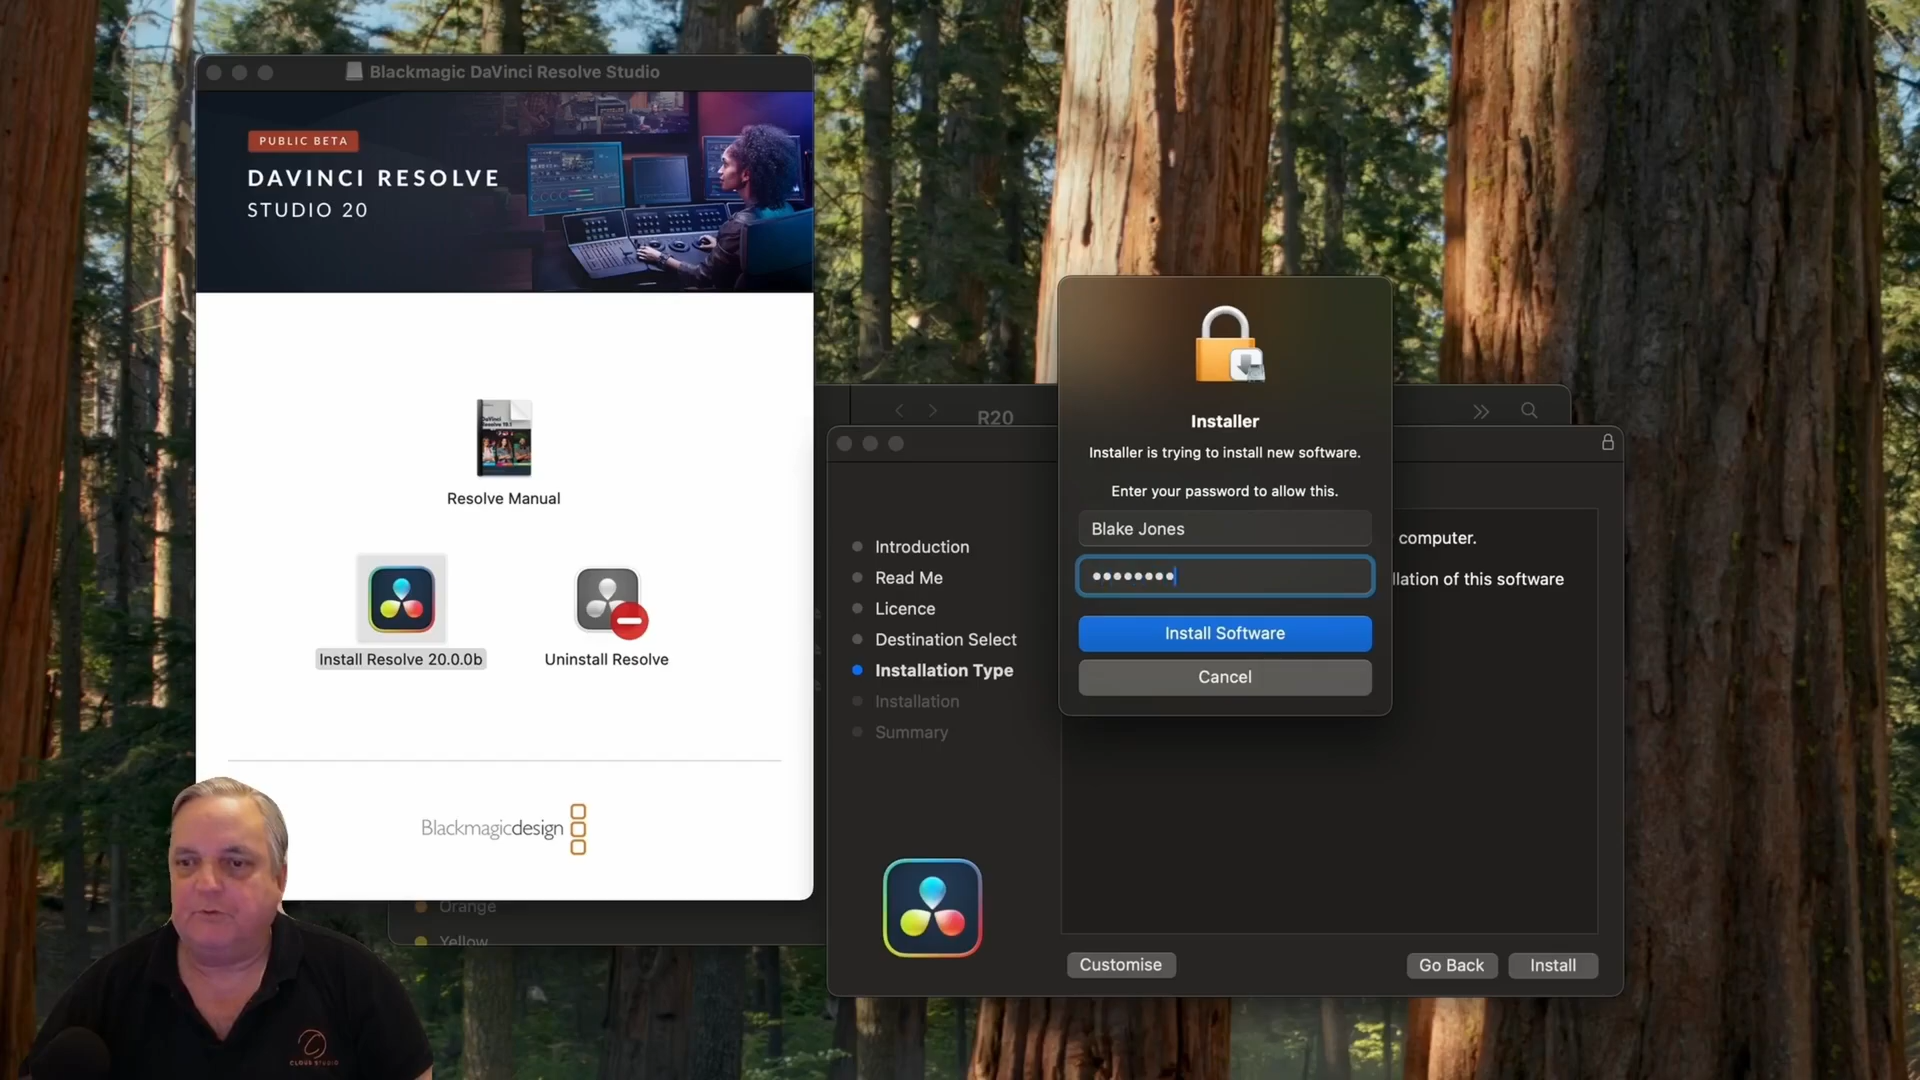 Blackmagic DaVinci Resolve Studio
PUBLIC BETA
DAVINCI RESOLVE
STUDIO 20
Resolve Manual
Install Resolve 20.0.0b
Uninstall Resolve
Blackmagicdesign
Orange
Yellow
R20
Introduction
Read Me
Licence
Destination Select
Installation Type
Installation
Summary
computer.
llation of this software
Customise
Go Back
Install
Installer
Installer is trying to install new software.
Enter your password to allow this.
Blake Jones
Install Software
Cancel
CLOUD STUDIO